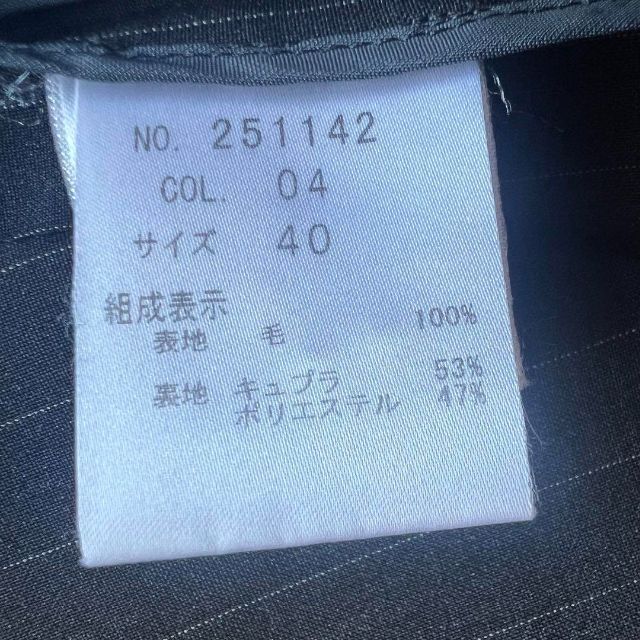 NO. 251142
COL. 04
サイズ 40
組成表示
表地 毛 100%
裏地 キュプラ 53%
ポリエステル 47%